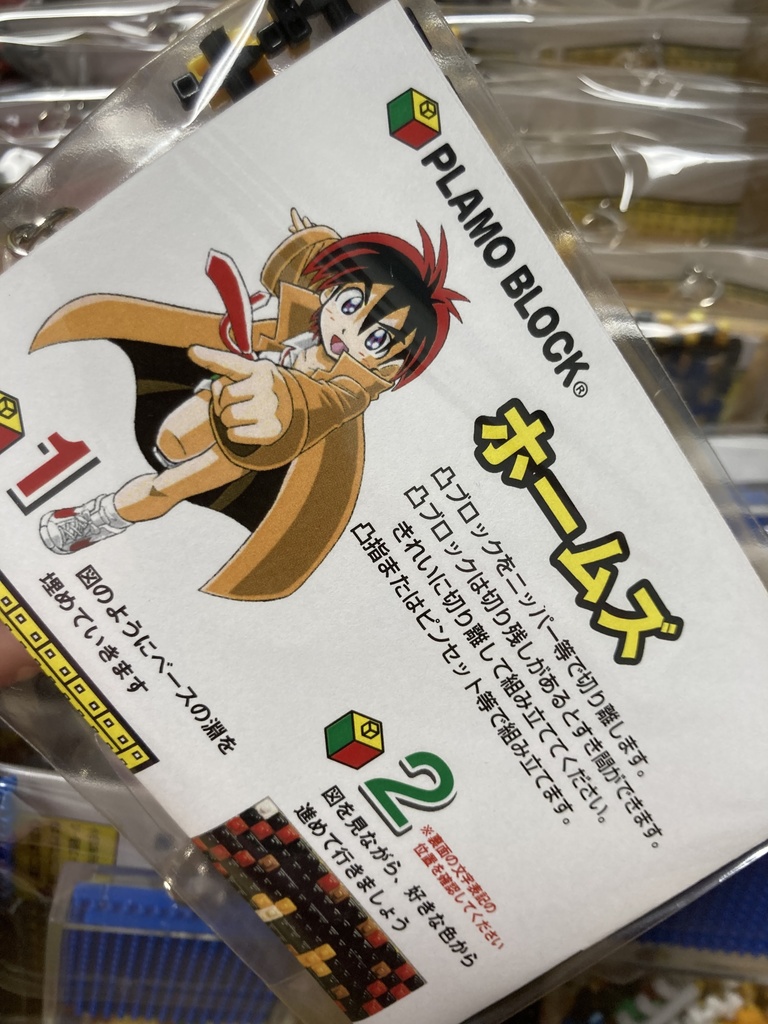 PLAMO BLOCK®
ホームズ
凸ブロックをニッパー等で切り離します。
凸ブロックは切り残しがあるとすき間ができます。
きれいに切り離して組み立ててください。
凸指またはピンセット等で組み立てます。
1
図のようにベースの淵を
埋めていきます
2
※裏面の文字表記の
位置を確認してください
図を見ながら、好きな色から
進めて行きましょう